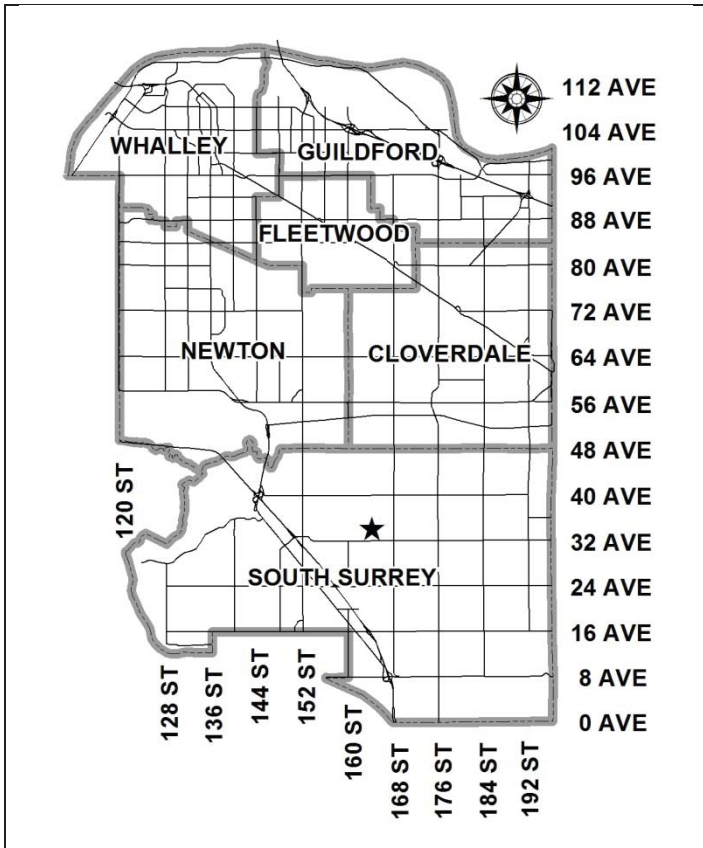 112 AVE
104 AVE
WHALLEY
GUILDFORD
96 AVE
88 AVE
FLEETWOOD
80 AVE
72 AVE
NEWTON
CLOVERDALE
64 AVE
56 AVE
48 AVE
120 ST
40 AVE
32 AVE
SOUTH SURREY
24 AVE
16 AVE
8 AVE
0 AVE
128 ST
136 ST
144 ST
152 ST
160 ST
168 ST
176 ST
184 ST
192 ST